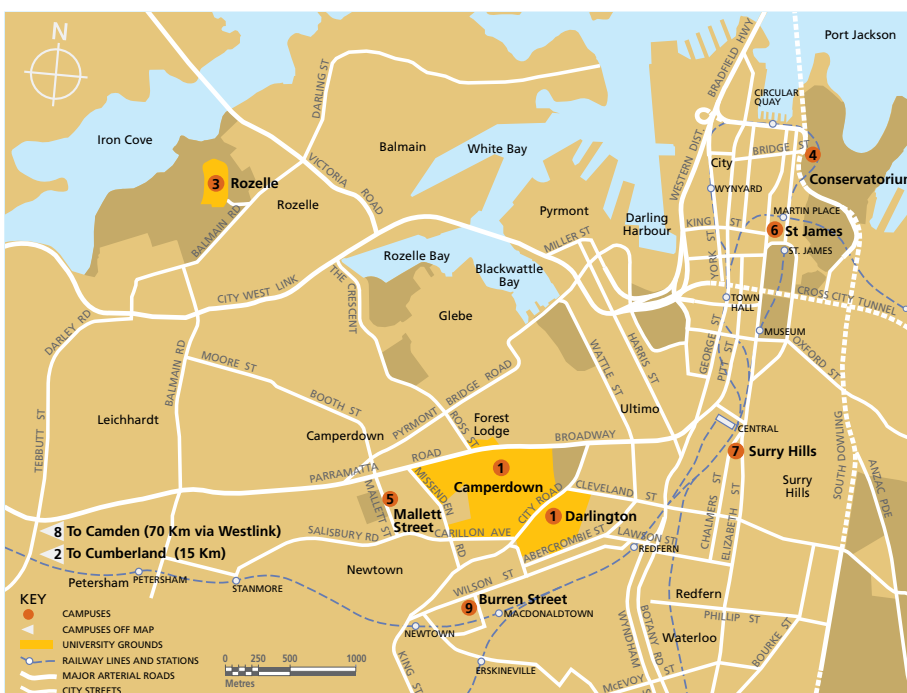 N
Port Jackson
Iron Cove
DARLING ST
Balmain
White Bay
BRADFIELD HWY
CIRCULAR
QUAY
WESTERN DIST.
City
BRIDGE ST
4
Conservatorium
3
Rozelle
VICTORIA
ROAD
Rozelle
BALMAIN RD
WYNYARD
MARTIN PLACE
KING ST
6
St James
ST. JAMES
Pyrmont
Darling
Harbour
MILLER ST
YORK ST
Rozelle Bay
Blackwattle
Bay
CITY WEST LINK
THE CRESCENT
Glebe
TOWN
HALL
CROSS CITY TUNNEL
MUSEUM
OXFORD ST
DARLEY RD
BALMAIN RD
MOORE ST
BOOTH ST
PYRMONT BRIDGE ROAD
WATTLE ST
HARRIS ST
GEORGE ST
PITT ST
TEBBUTT ST
Leichhardt
Camperdown
ROSS ST
Forest
Lodge
Ultimo
BROADWAY
CENTRAL
7
Surry Hills
Surry
Hills
SOUTH DOWLING
ANZAC PDE
PARRAMATTA
ROAD
1
Camperdown
MISSENDEN
RD
MALLETT ST
5
Mallett
Street
CITY ROAD
CLEVELAND ST
1
Darlington
CHALMERS ST
ELIZABETH ST
8 To Camden (70 Km via Westlink)
2 To Cumberland (15 Km)
SALISBURY RD
CARILLON AVE
ABERCROMBIE ST
LAWSON ST
REDFERN
Petersham
PETERSHAM
STANMORE
Newtown
WILSON ST
9
Burren Street
MACDONALDTOWN
NEWTOWN
ERSKINEVILLE
KING ST
Redfern
PHILLIP ST
Waterloo
WYNDHAM
BOTANY RD
BOURKE ST
McEVOY ST
KEY
CAMPUSES
CAMPUSES OFF MAP
UNIVERSITY GROUNDS
RAILWAY LINES AND STATIONS
MAJOR ARTERIAL ROADS
CITY STREETS
0 250 500 1000
Metres